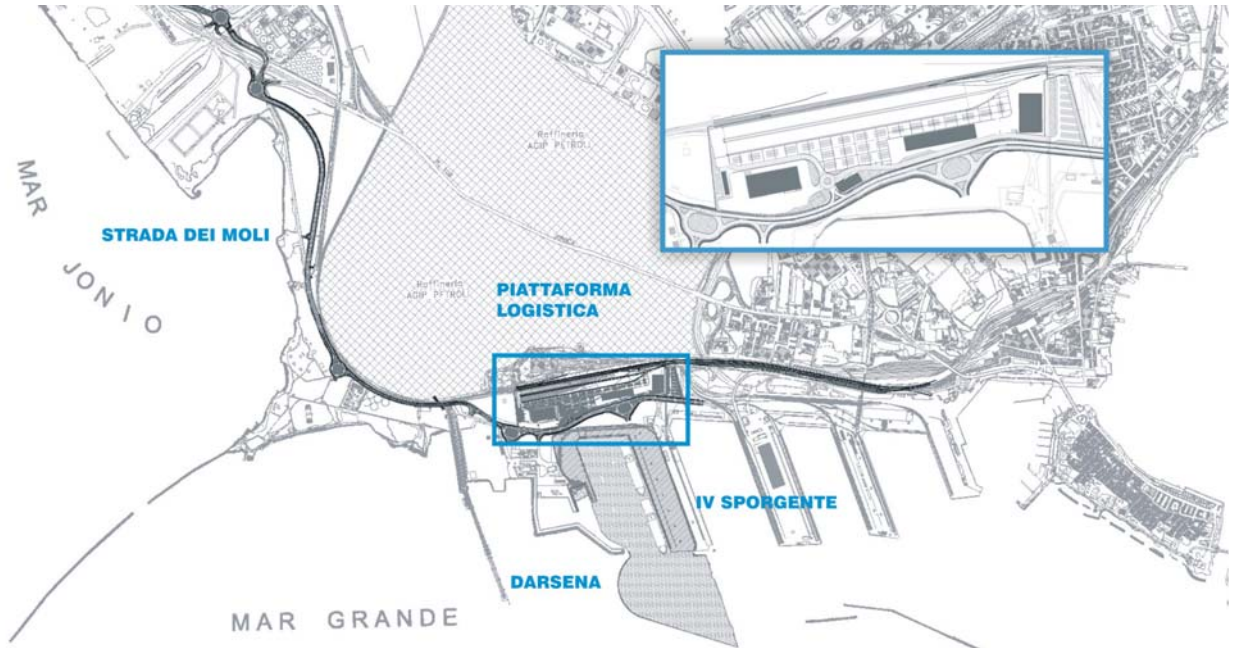 Raffineria
AGIP PETROLI
MAR
JONIO
STRADA DEI MOLI
Raffineria
AGIP PETROLI
PIATTAFORMA
LOGISTICA
IV SPORGENTE
DARSENA
MAR GRANDE